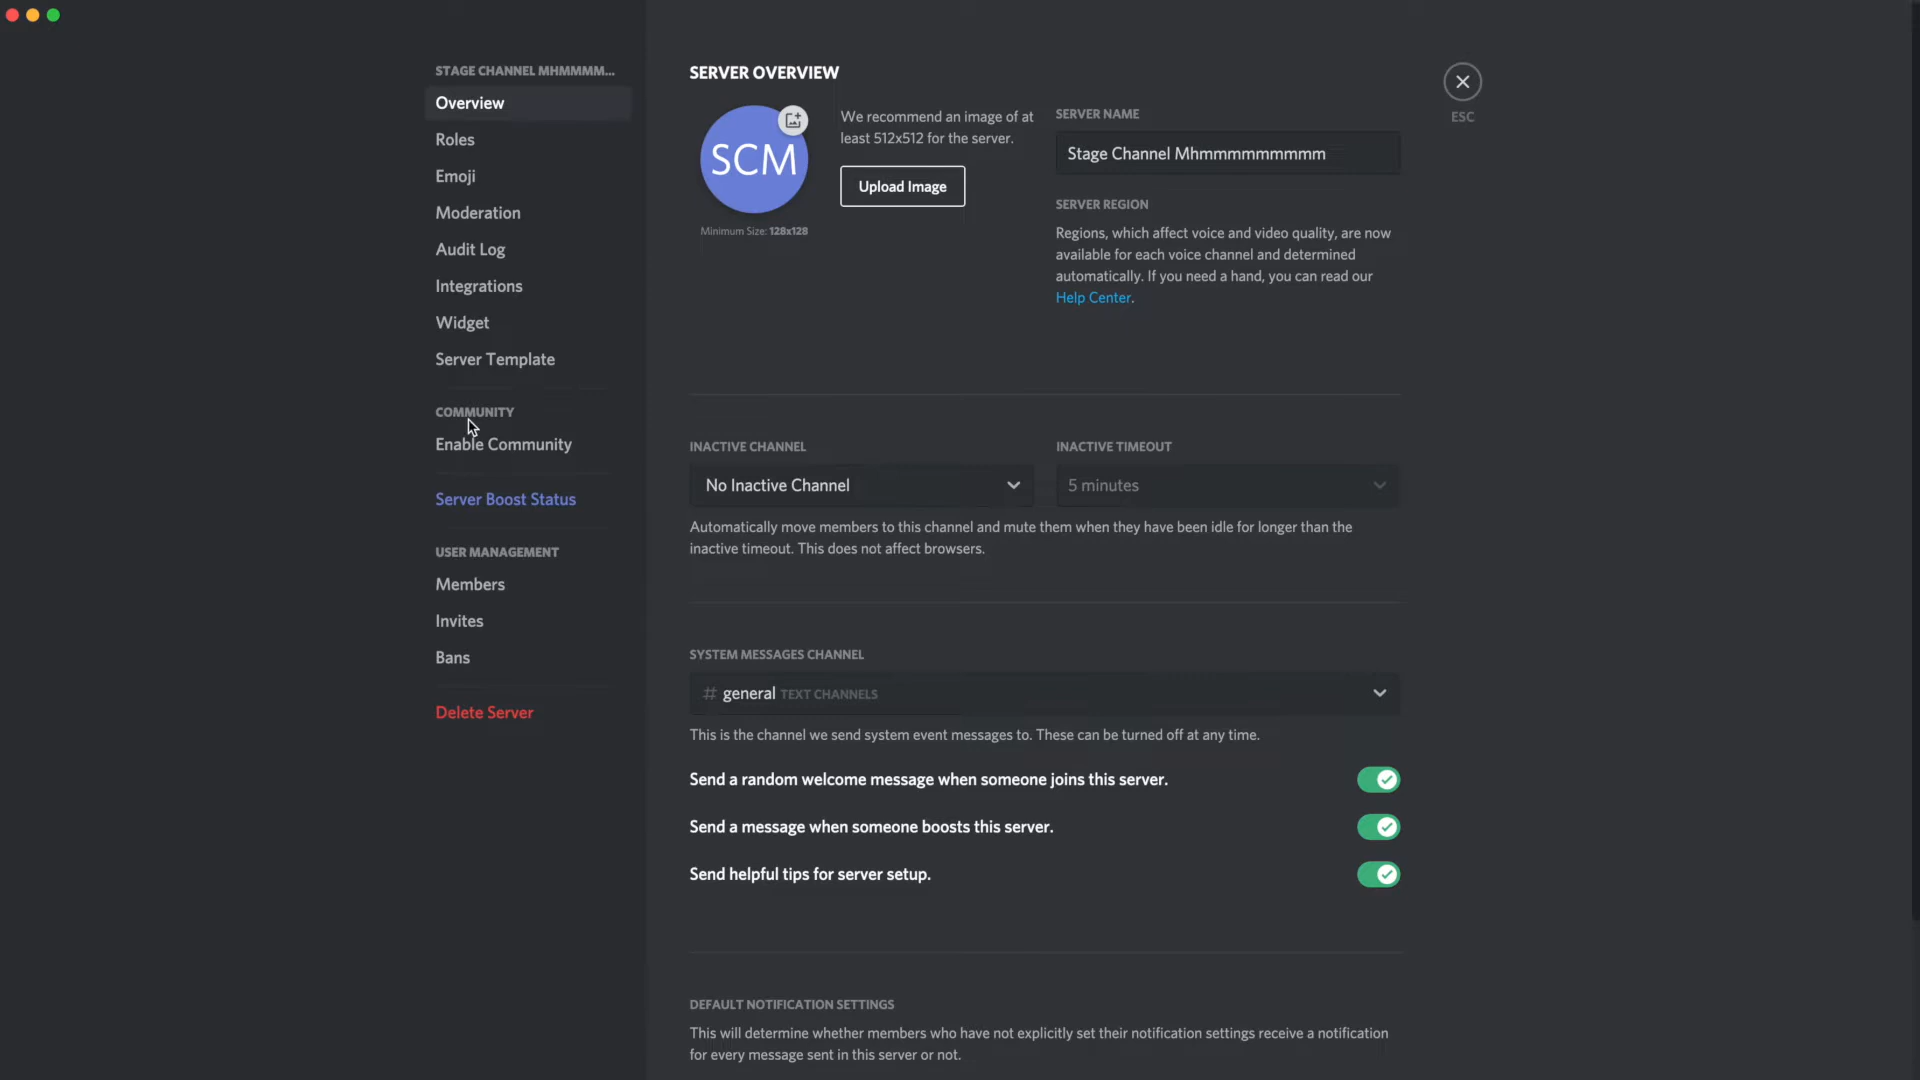 STAGE CHANNEL MHMMMM...
Overview
Roles
Emoji
Moderation
Audit Log
Integrations
Widget
Server Template
COMMUNITY
Enable Community
Server Boost Status
USER MANAGEMENT
Members
Invites
Bans
Delete Server
SERVER OVERVIEW
SCM
Minimum Size: 128x128
We recommend an image of at
least 512x512 for the server.
Upload Image
SERVER NAME
Stage Channel Mhmmmmmmmmm
SERVER REGION
Regions, which affect voice and video quality, are now
available for each voice channel and determined
automatically. If you need a hand, you can read our
Help Center.
ESC
INACTIVE CHANNEL
No Inactive Channel
INACTIVE TIMEOUT
5 minutes
Automatically move members to this channel and mute them when they have been idle for longer than the
inactive timeout. This does not affect browsers.
SYSTEM MESSAGES CHANNEL
# general TEXT CHANNELS
This is the channel we send system event messages to. These can be turned off at any time.
Send a random welcome message when someone joins this server.
Send a message when someone boosts this server.
Send helpful tips for server setup.
DEFAULT NOTIFICATION SETTINGS
This will determine whether members who have not explicitly set their notification settings receive a notification
for every message sent in this server or not.